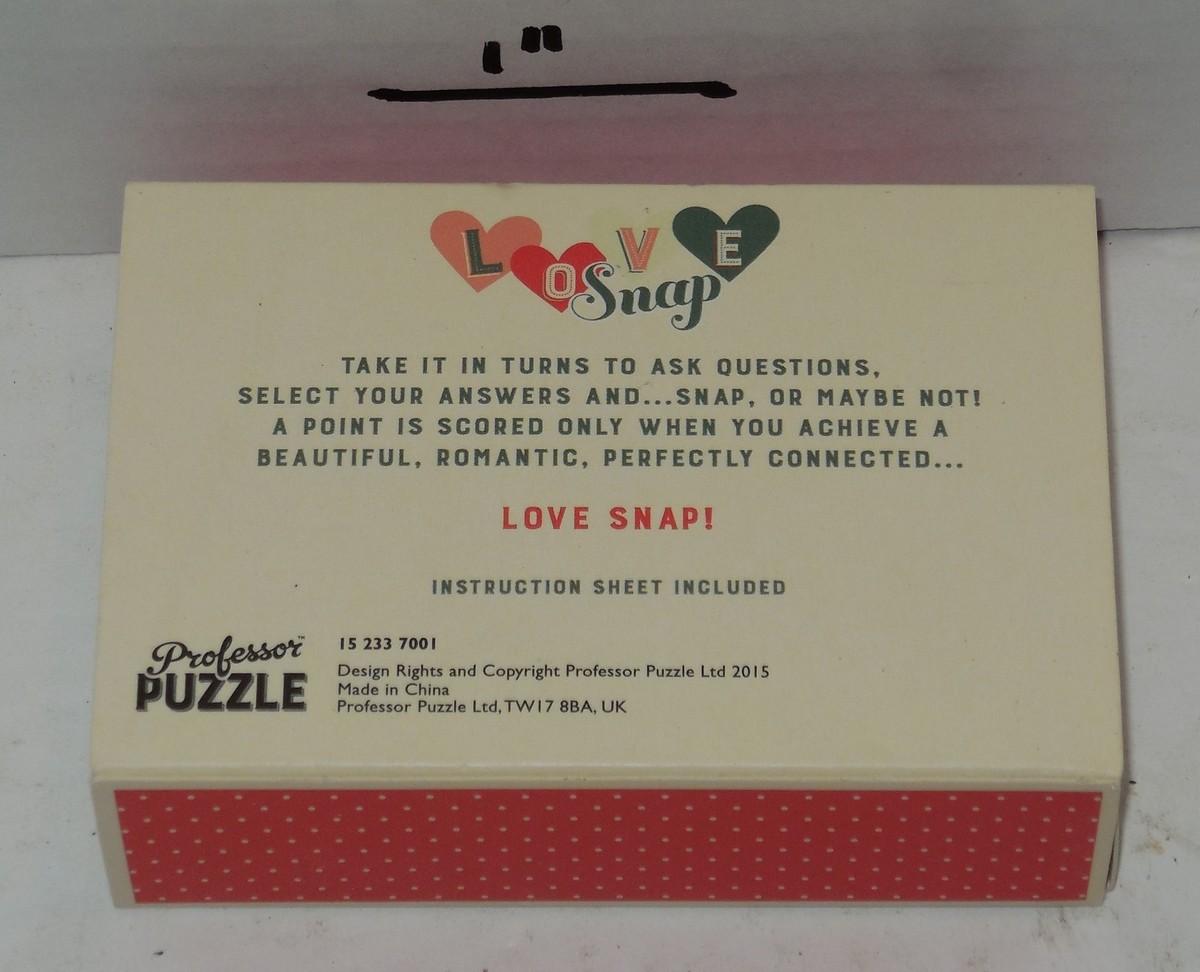 1"
LOVE
Snap
TAKE IT IN TURNS TO ASK QUESTIONS,
SELECT YOUR ANSWERS AND...SNAP, OR MAYBE NOT!
A POINT IS SCORED ONLY WHEN YOU ACHIEVE A
BEAUTIFUL, ROMANTIC, PERFECTLY CONNECTED...
LOVE SNAP!
INSTRUCTION SHEET INCLUDED
Professor™
PUZZLE
15 233 7001
Design Rights and Copyright Professor Puzzle Ltd 2015
Made in China
Professor Puzzle Ltd, TW17 8BA, UK